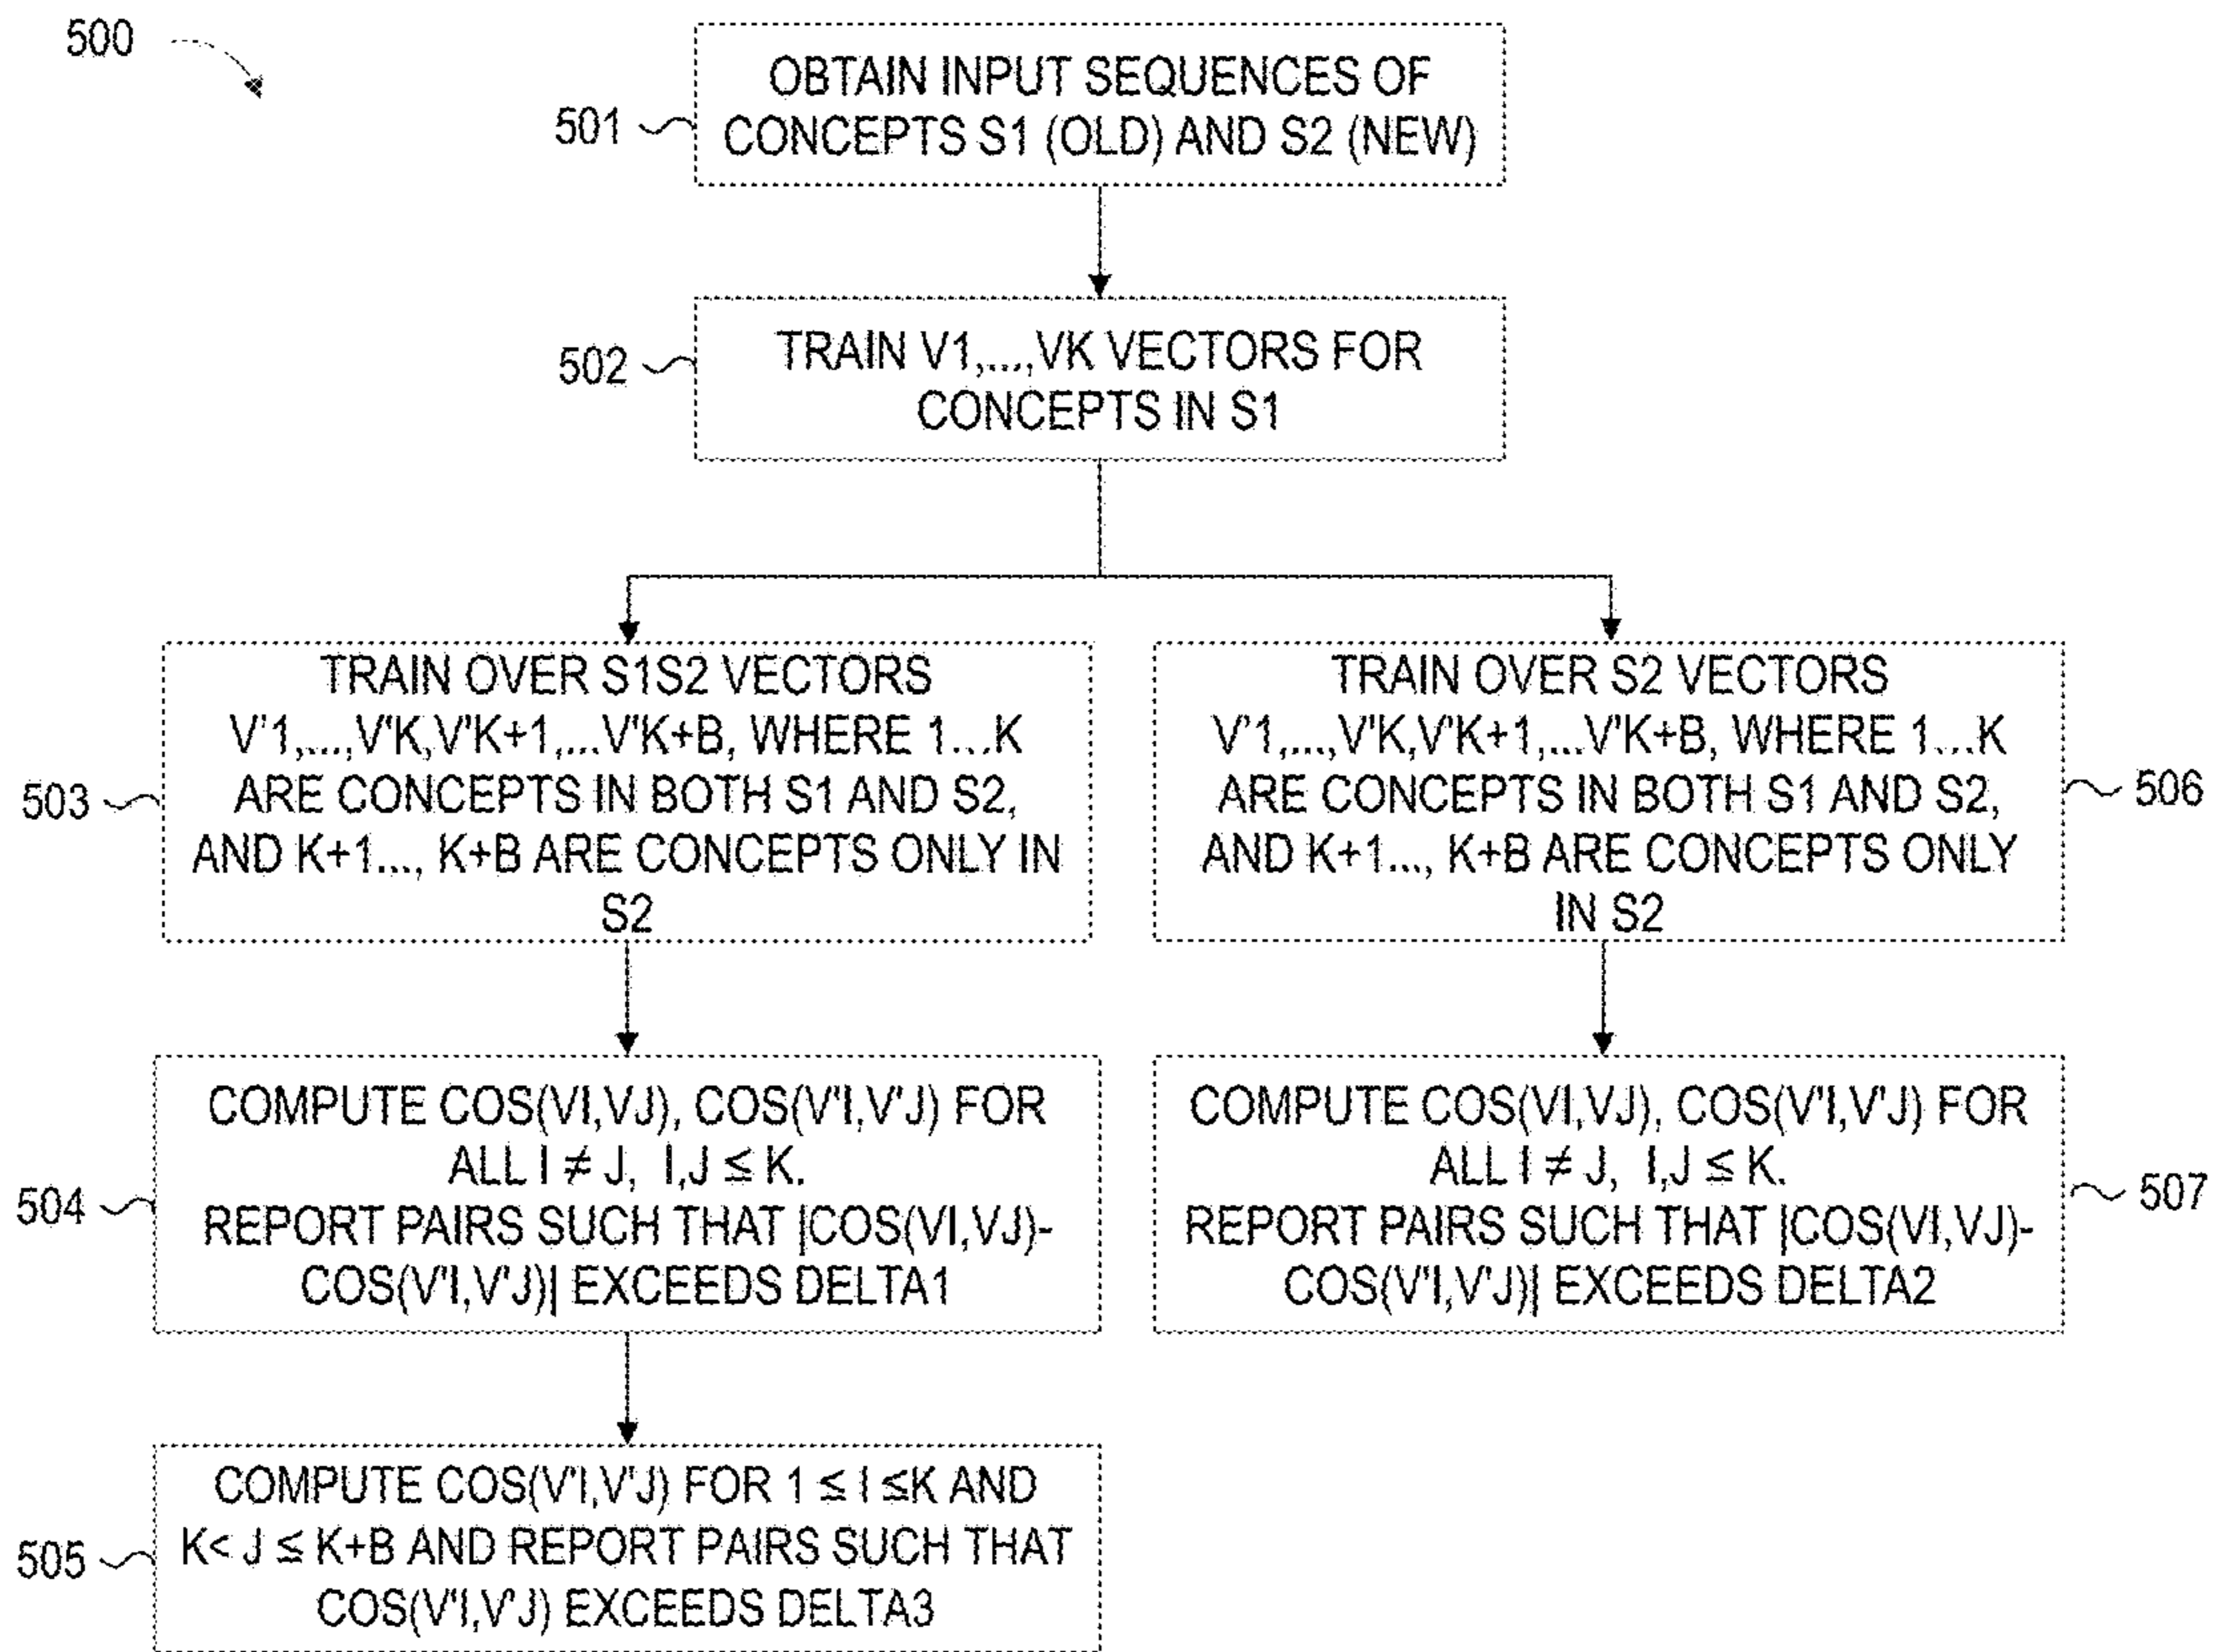 500
OBTAIN INPUT SEQUENCES OF
CONCEPTS S1 (OLD) AND S2 (NEW)
501
TRAIN V1,...,VK VECTORS FOR
CONCEPTS IN S1
502
TRAIN OVER S1S2 VECTORS
V'1,...,V'K,V'K+1,...V'K+B, WHERE 1...K
ARE CONCEPTS IN BOTH S1 AND S2,
AND K+1..., K+B ARE CONCEPTS ONLY IN
S2
503
TRAIN OVER S2 VECTORS
V'1,...,V'K,V'K+1,...V'K+B, WHERE 1...K
ARE CONCEPTS IN BOTH S1 AND S2,
AND K+1..., K+B ARE CONCEPTS ONLY
IN S2
506
COMPUTE COS(VI,VJ), COS(V'I,V'J) FOR
ALL I ≠ J, I,J ≤ K.
REPORT PAIRS SUCH THAT |COS(VI,VJ)-
COS(V'I,V'J)| EXCEEDS DELTA1
504
COMPUTE COS(VI,VJ), COS(V'I,V'J) FOR
ALL I ≠ J, I,J ≤ K.
REPORT PAIRS SUCH THAT |COS(VI,VJ)-
COS(V'I,V'J)| EXCEEDS DELTA2
507
COMPUTE COS(V'I,V'J) FOR 1 ≤ I ≤K AND
K< J ≤ K+B AND REPORT PAIRS SUCH THAT
COS(V'I,V'J) EXCEEDS DELTA3
505